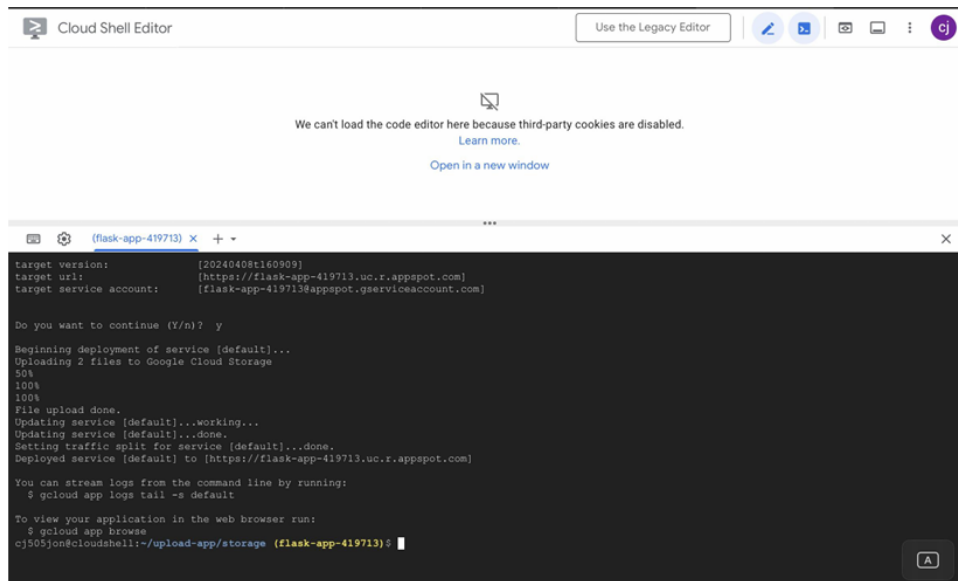 Cloud Shell Editor
Use the Legacy Editor
cj
We can't load the code editor here because third-party cookies are disabled.
Learn more.
Open in a new window
(flask-app-419713)
target version: [20240408t160909]
target url: [https://flask-app-419713.uc.r.appspot.com]
target service account: [flask-app-419713@appspot.gserviceaccount.com]
Do you want to continue (Y/n)? y
Beginning deployment of service [default]...
Uploading 2 files to Google Cloud Storage
50%
100%
100%
File upload done.
Updating service [default]...working...
Updating service [default]...done.
Setting traffic split for service [default]...done.
Deployed service [default] to [https://flask-app-419713.uc.r.appspot.com]
You can stream logs from the command line by running:
$ gcloud app logs tail -s default
To view your application in the web browser run:
$ gcloud app browse
cj505jon@cloudshell:~/upload-app/storage (flask-app-419713)$
A